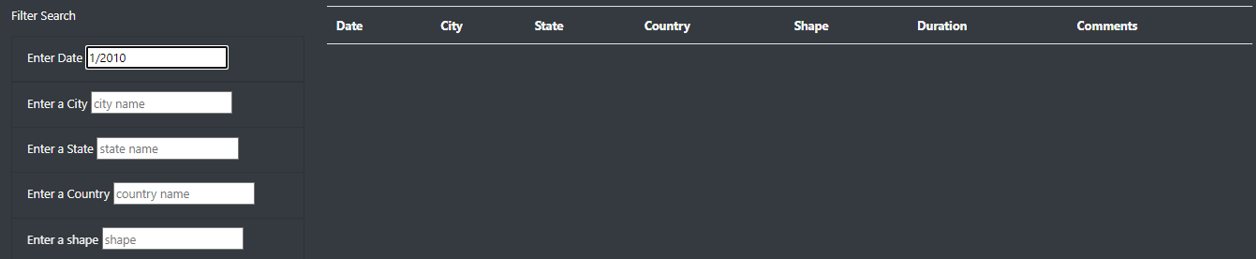 Filter Search
Enter Date 1/2010
Enter a City city name
Enter a State state name
Enter a Country country name
Enter a shape shape
Date City State Country Shape Duration Comments